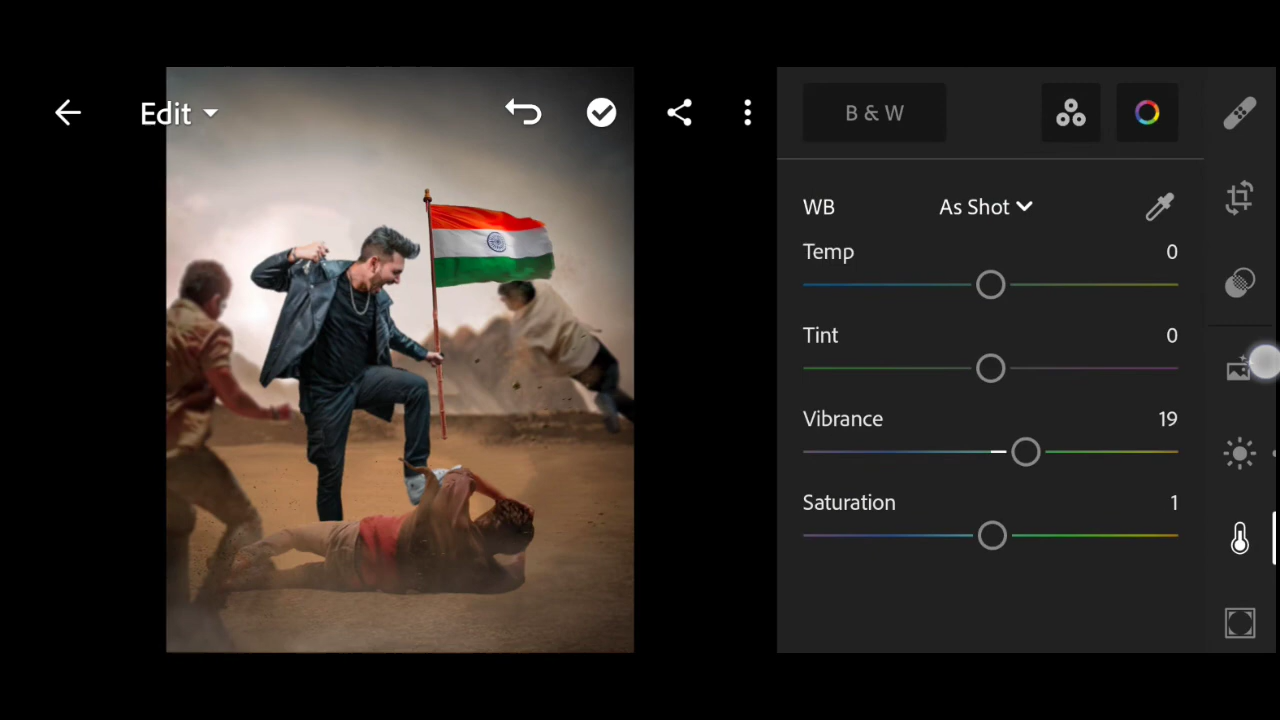 Edit
B & W
WB As Shot
Temp 0
Tint 0
Vibrance 19
Saturation 1